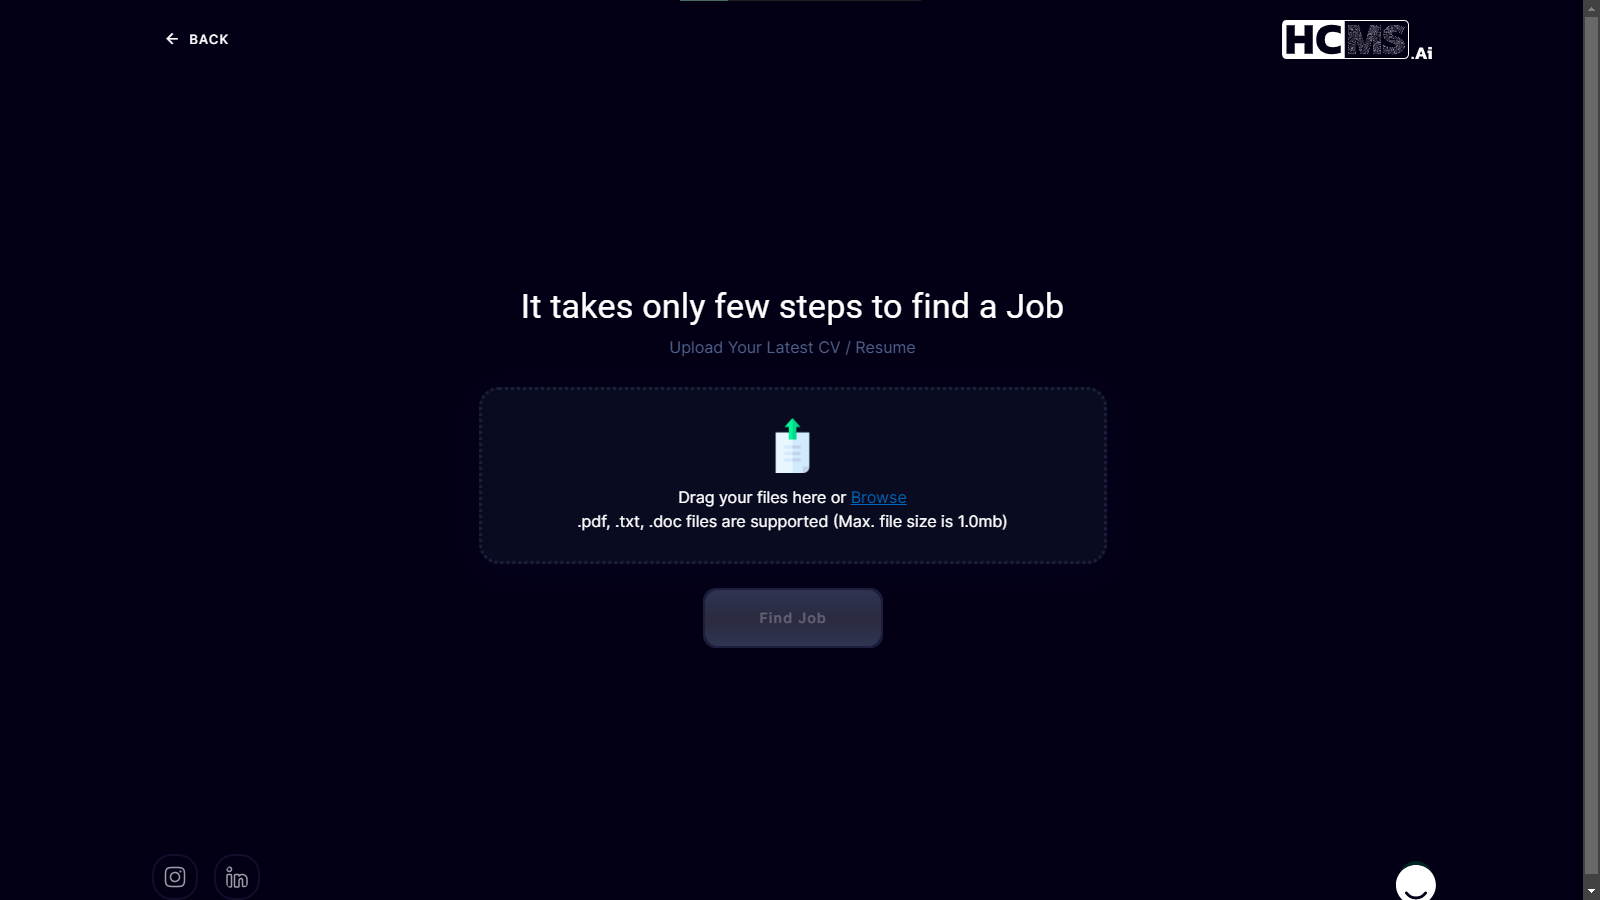 BACK
HCMS.Ai
It takes only few steps to find a Job
Upload Your Latest CV / Resume
Drag your files here or Browse
.pdf, .txt, .doc files are supported (Max. file size is 1.0mb)
Find Job
in